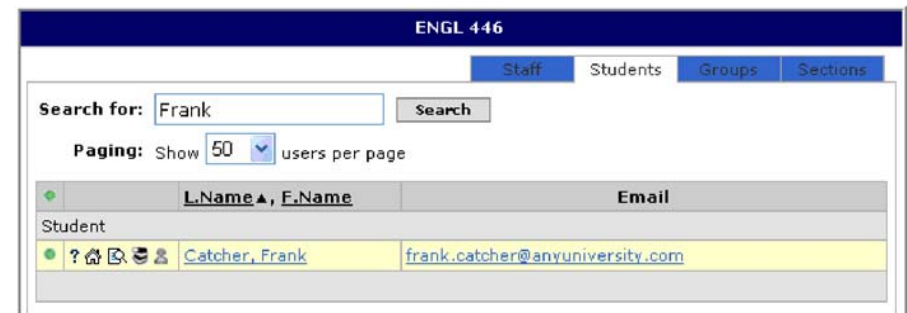 ENGL 446
Staff Students Groups Sections
Search for: Frank Search
Paging: Show 50 users per page
L.Name▲, F.Name Email
Student
? Catcher, Frank frank.catcher@anyuniversity.com